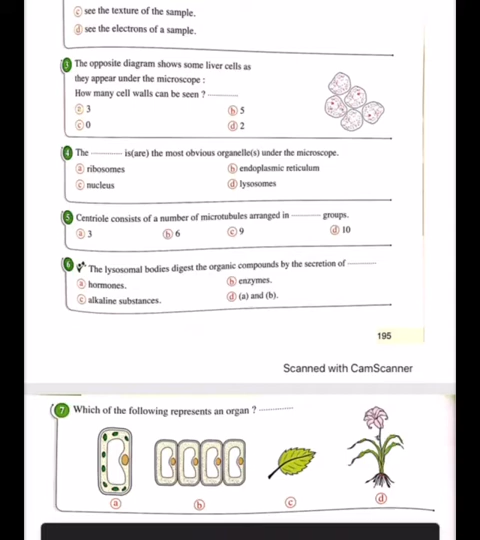 ⓒ see the texture of the sample.
ⓓ see the electrons of a sample.
3 The opposite diagram shows some liver cells as
they appear under the microscope :
How many cell walls can be seen ? ············
ⓐ 3 ⓑ 5
ⓒ 0 ⓓ 2
4 The ············ is(are) the most obvious organelle(s) under the microscope.
ⓐ ribosomes ⓑ endoplasmic reticulum
ⓒ nucleus ⓓ lysosomes
5 Centriole consists of a number of microtubules arranged in ············ groups.
ⓐ 3 ⓑ 6 ⓒ 9 ⓓ 10
6 The lysosomal bodies digest the organic compounds by the secretion of ············
ⓐ hormones. ⓑ enzymes.
ⓒ alkaline substances. ⓓ (a) and (b).
195
Scanned with CamScanner
7 Which of the following represents an organ ? ············
ⓐ ⓑ ⓒ ⓓ